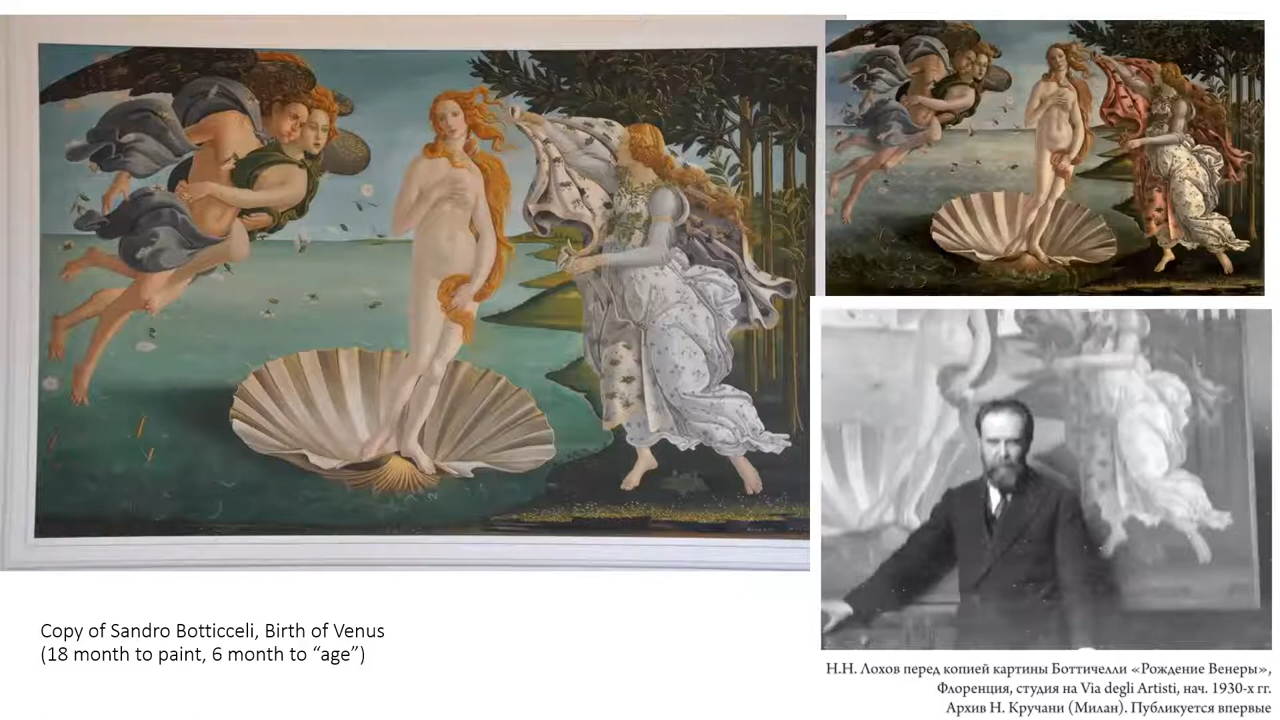 Copy of Sandro Botticceli, Birth of Venus
(18 month to paint, 6 month to “age”)
Н.Н. Лохов перед копией картины Боттичелли «Рождение Венеры»,
Флоренция, студия на Via degli Artisti, нач. 1930-х гг.
Архив Н. Кручани (Милан). Публикуется впервые